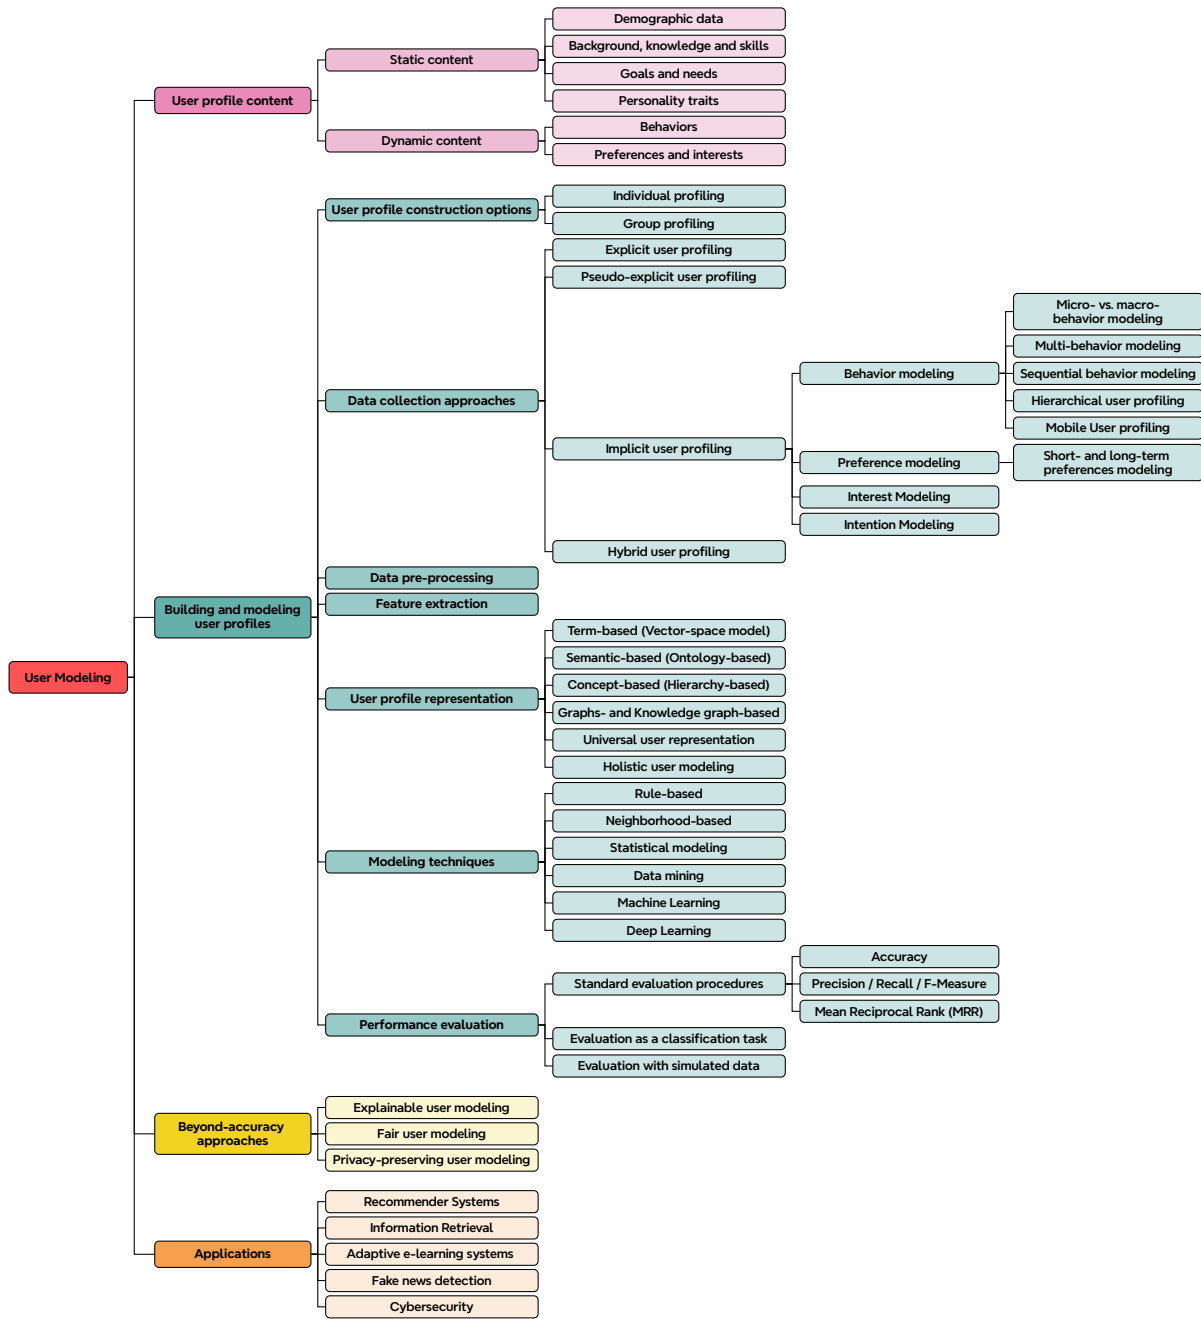 User Modeling
User profile content
Static content
Demographic data
Background, knowledge and skills
Goals and needs
Personality traits
Dynamic content
Behaviors
Preferences and interests
Building and modeling
user profiles
User profile construction options
Individual profiling
Group profiling
Data collection approaches
Explicit user profiling
Pseudo-explicit user profiling
Implicit user profiling
Behavior modeling
Micro- vs. macro-
behavior modeling
Multi-behavior modeling
Sequential behavior modeling
Hierarchical user profiling
Mobile User profiling
Preference modeling
Short- and long-term
preferences modeling
Interest Modeling
Intention Modeling
Hybrid user profiling
Data pre-processing
Feature extraction
User profile representation
Term-based (Vector-space model)
Semantic-based (Ontology-based)
Concept-based (Hierarchy-based)
Graphs- and Knowledge graph-based
Universal user representation
Holistic user modeling
Modeling techniques
Rule-based
Neighborhood-based
Statistical modeling
Data mining
Machine Learning
Deep Learning
Performance evaluation
Standard evaluation procedures
Accuracy
Precision / Recall / F-Measure
Mean Reciprocal Rank (MRR)
Evaluation as a classification task
Evaluation with simulated data
Beyond-accuracy
approaches
Explainable user modeling
Fair user modeling
Privacy-preserving user modeling
Applications
Recommender Systems
Information Retrieval
Adaptive e-learning systems
Fake news detection
Cybersecurity